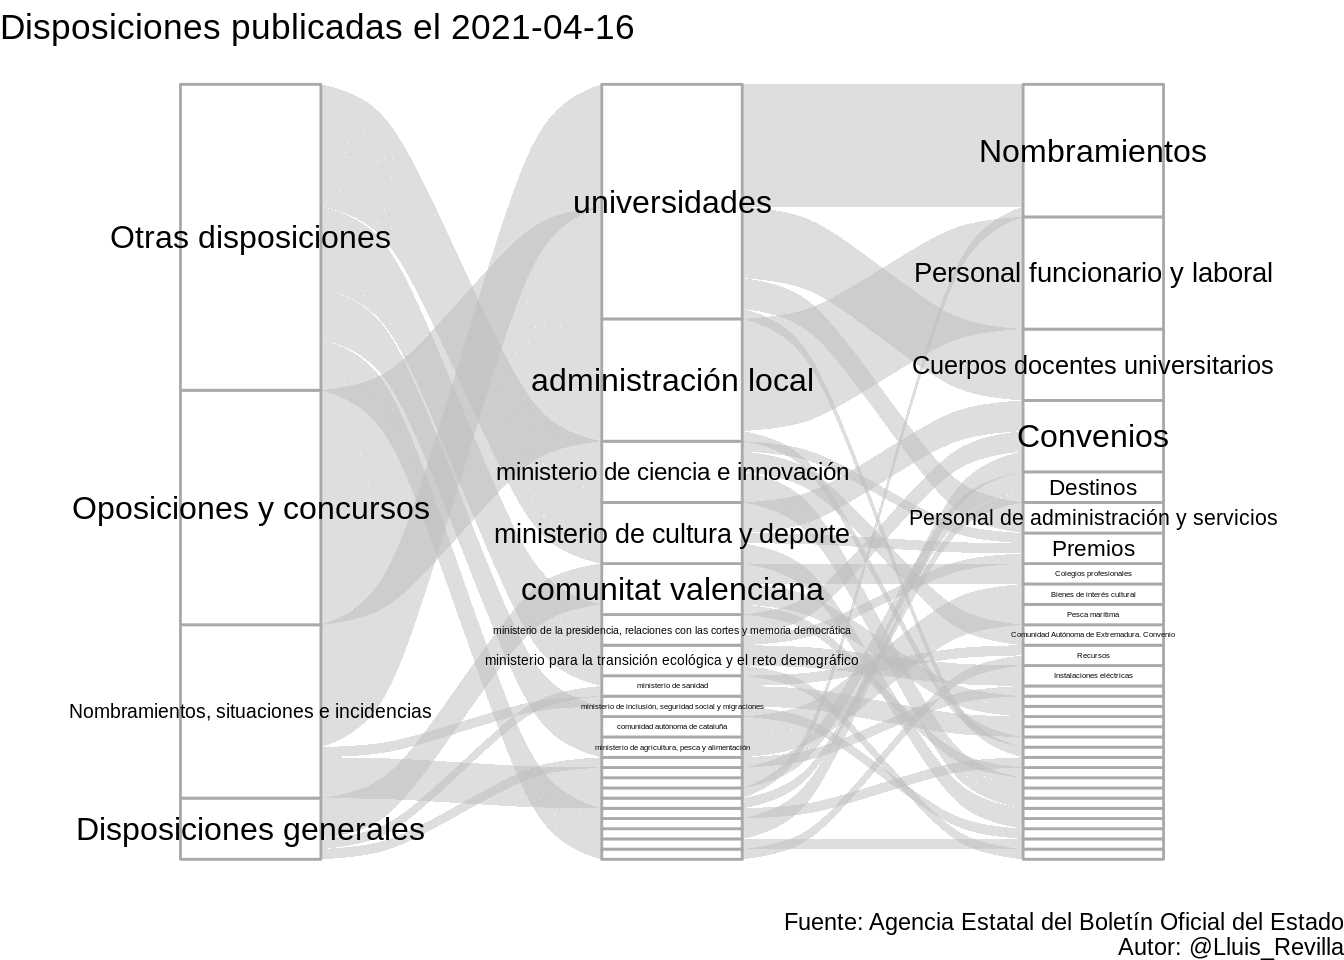 Disposiciones publicadas el 2021-04-16
Otras disposiciones
Oposiciones y concursos
Nombramientos, situaciones e incidencias
Disposiciones generales
universidades
administración local
ministerio de ciencia e innovación
ministerio de cultura y deporte
comunitat valenciana
ministerio de la presidencia, relaciones con las cortes y memoria democrática
ministerio para la transición ecológica y el reto demográfico
ministerio de sanidad
ministerio de inclusión, seguridad social y migraciones
comunidad autónoma de cataluña
ministerio de agricultura, pesca y alimentación
Nombramientos
Personal funcionario y laboral
Cuerpos docentes universitarios
Convenios
Destinos
Personal de administración y servicios
Premios
Colegios profesionales
Bienes de interés cultural
Pesca marítima
Comunidad Autónoma de Extremadura. Convenio
Recursos
Instalaciones eléctricas
Fuente: Agencia Estatal del Boletín Oficial del Estado
Autor: @Lluis_Revilla